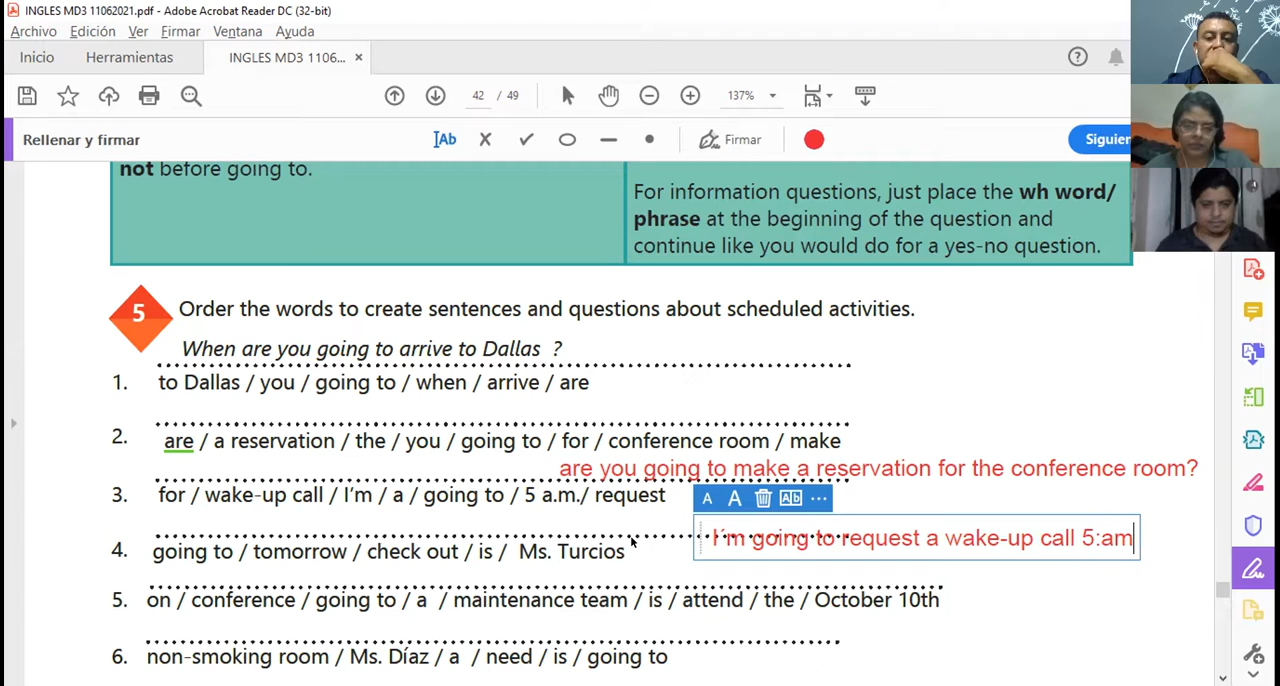 INGLES MD3 11062021.pdf - Adobe Acrobat Reader DC (32-bit)
Archivo Edición Ver Firmar Ventana Ayuda
Inicio Herramientas INGLES MD3 1106... ×
42 / 49 137%
Rellenar y firmar Ab Firmar Siguien
not before going to.
For information questions, just place the wh word/
phrase at the beginning of the question and
continue like you would do for a yes-no question.
5 Order the words to create sentences and questions about scheduled activities.
When are you going to arrive to Dallas ?
1. to Dallas / you / going to / when / arrive / are
2. are / a reservation / the / you / going to / for / conference room / make
are you going to make a reservation for the conference room?
3. for / wake-up call / I'm / a / going to / 5 a.m./ request
A A Ab ...
I´m going to request a wake-up call 5:am
4. going to / tomorrow / check out / is / Ms. Turcios
5. on / conference / going to / a / maintenance team / is / attend / the / October 10th
6. non-smoking room / Ms. Díaz / a / need / is / going to